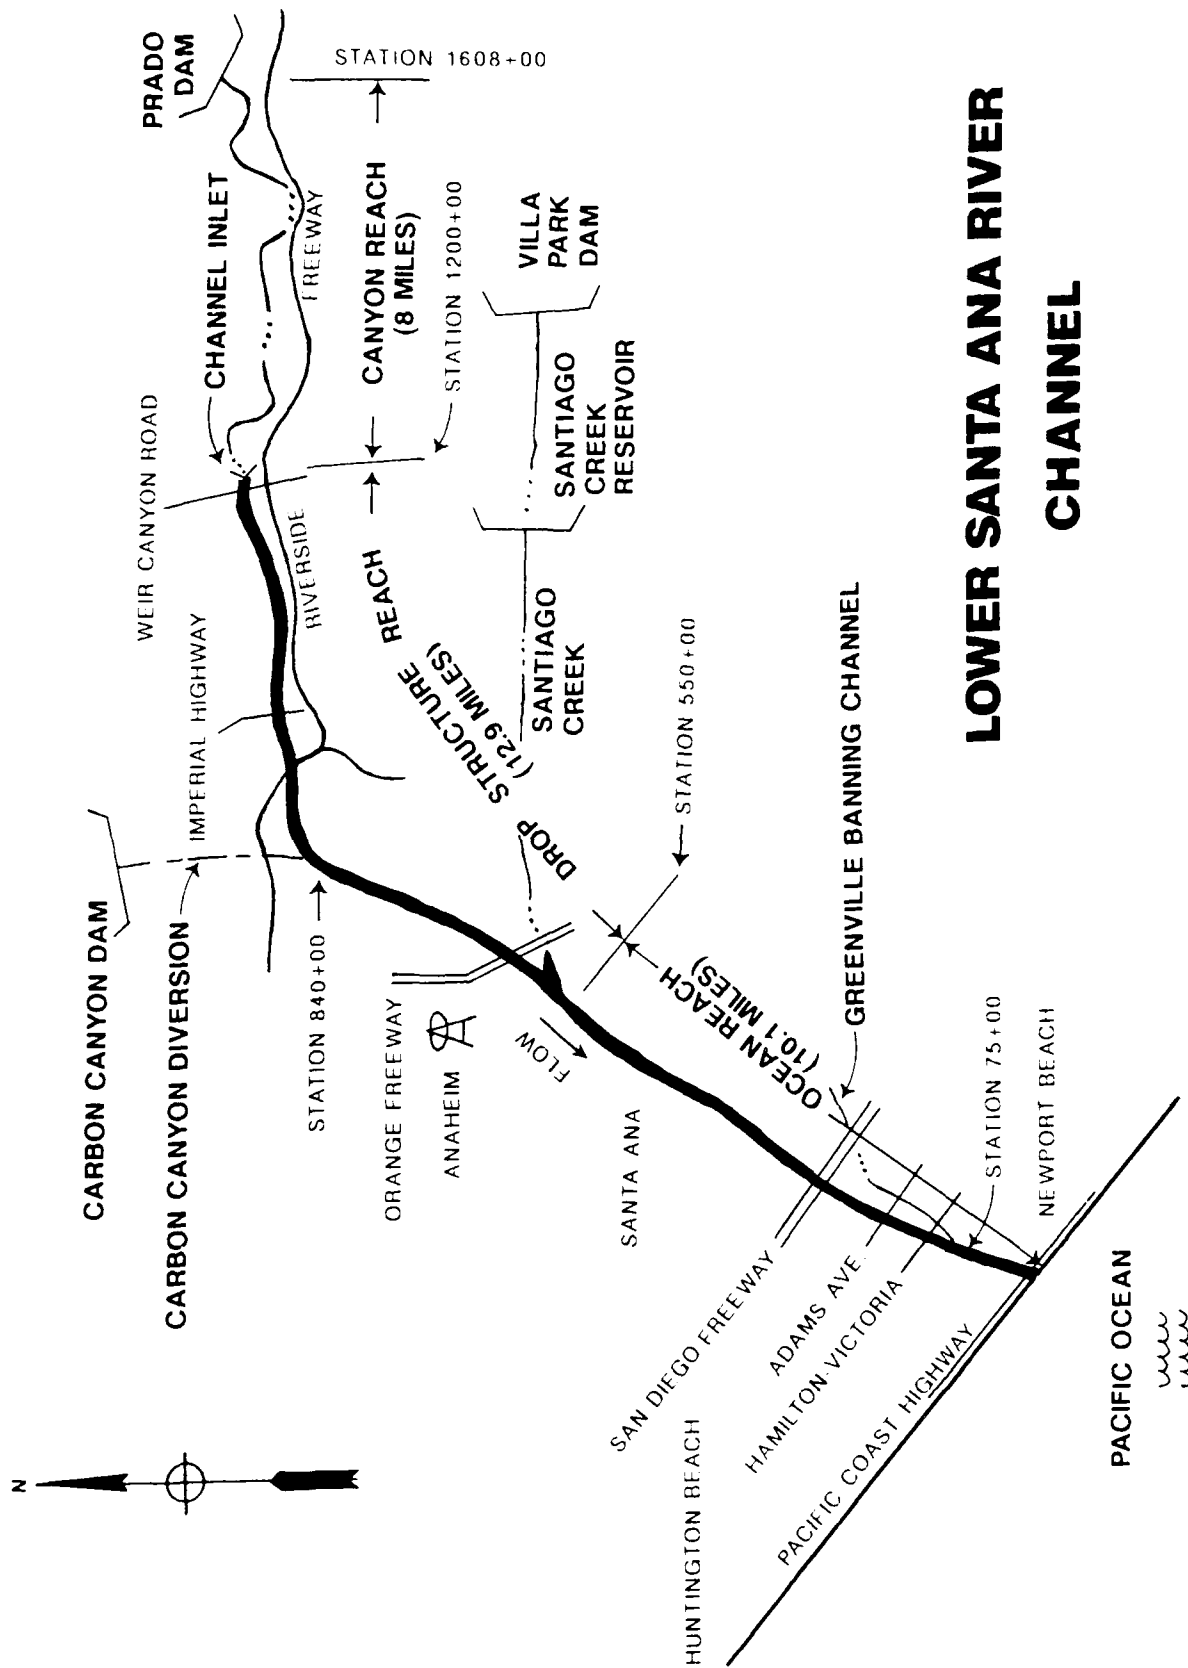 N
PRADO
DAM
STATION 1608+00
CHANNEL INLET
FREEWAY
CANYON REACH
(8 MILES)
STATION 1200+00
VILLA
PARK
DAM
WEIR CANYON ROAD
RIVERSIDE
SANTIAGO
CREEK
RESERVOIR
IMPERIAL HIGHWAY
DROP STRUCTURE REACH
(12.9 MILES)
SANTIAGO
CREEK
CARBON CANYON DAM
CARBON CANYON DIVERSION
STATION 840+00
STATION 550+00
ORANGE FREEWAY
ANAHEIM
FLOW
SANTA ANA
OCEAN REACH
(10.1 MILES)
GREENVILLE BANNING CHANNEL
SAN DIEGO FREEWAY
ADAMS AVE.
HAMILTON-VICTORIA
STATION 75+00
NEWPORT BEACH
HUNTINGTON BEACH
PACIFIC COAST HIGHWAY
PACIFIC OCEAN
LOWER SANTA ANA RIVER
CHANNEL